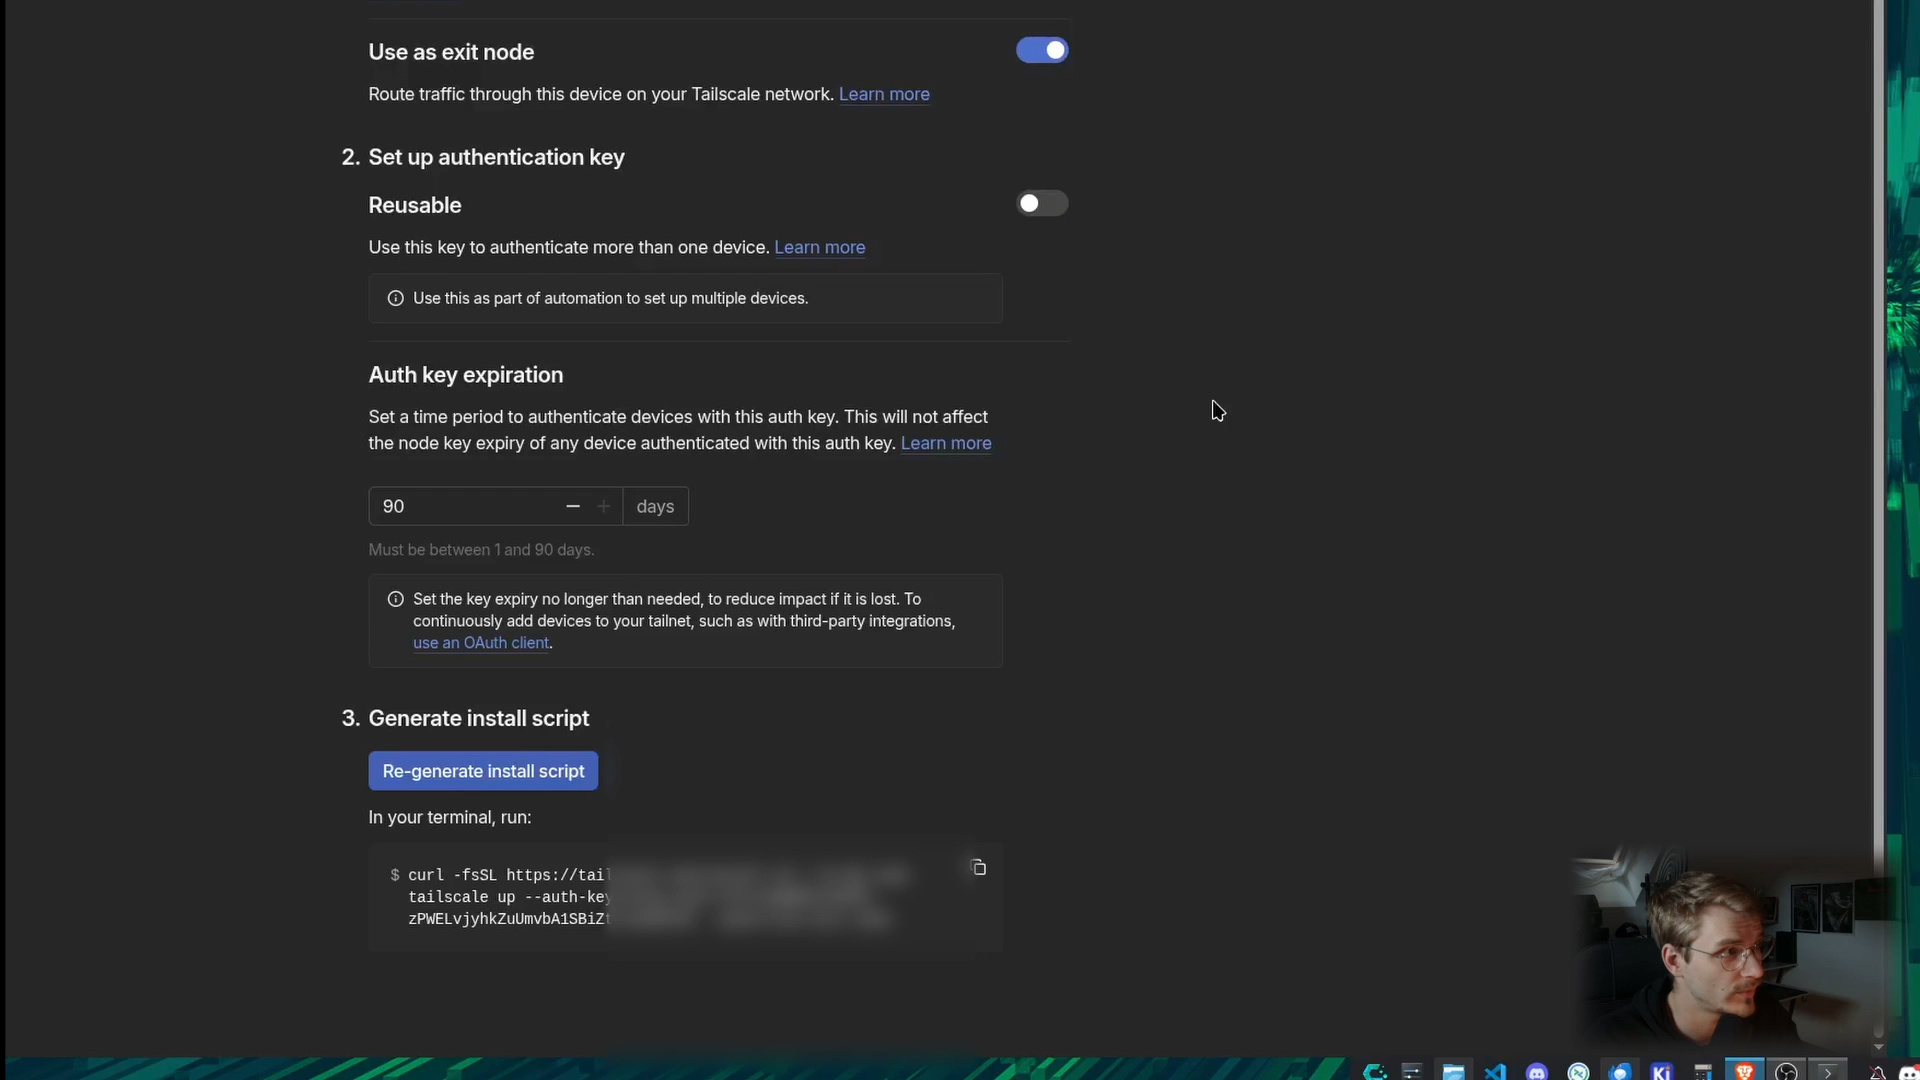 Use as exit node
Route traffic through this device on your Tailscale network. Learn more
2. Set up authentication key
Reusable
Use this key to authenticate more than one device. Learn more
Use this as part of automation to set up multiple devices.
Auth key expiration
Set a time period to authenticate devices with this auth key. This will not affect
the node key expiry of any device authenticated with this auth key. Learn more
90 days
Must be between 1 and 90 days.
Set the key expiry no longer than needed, to reduce impact if it is lost. To
continuously add devices to your tailnet, such as with third-party integrations,
use an OAuth client.
3. Generate install script
Re-generate install script
In your terminal, run:
$ curl -fsSL https://tail
tailscale up --auth-key
zPWELvjyhkZuUmvbA1SBiZt
Ki